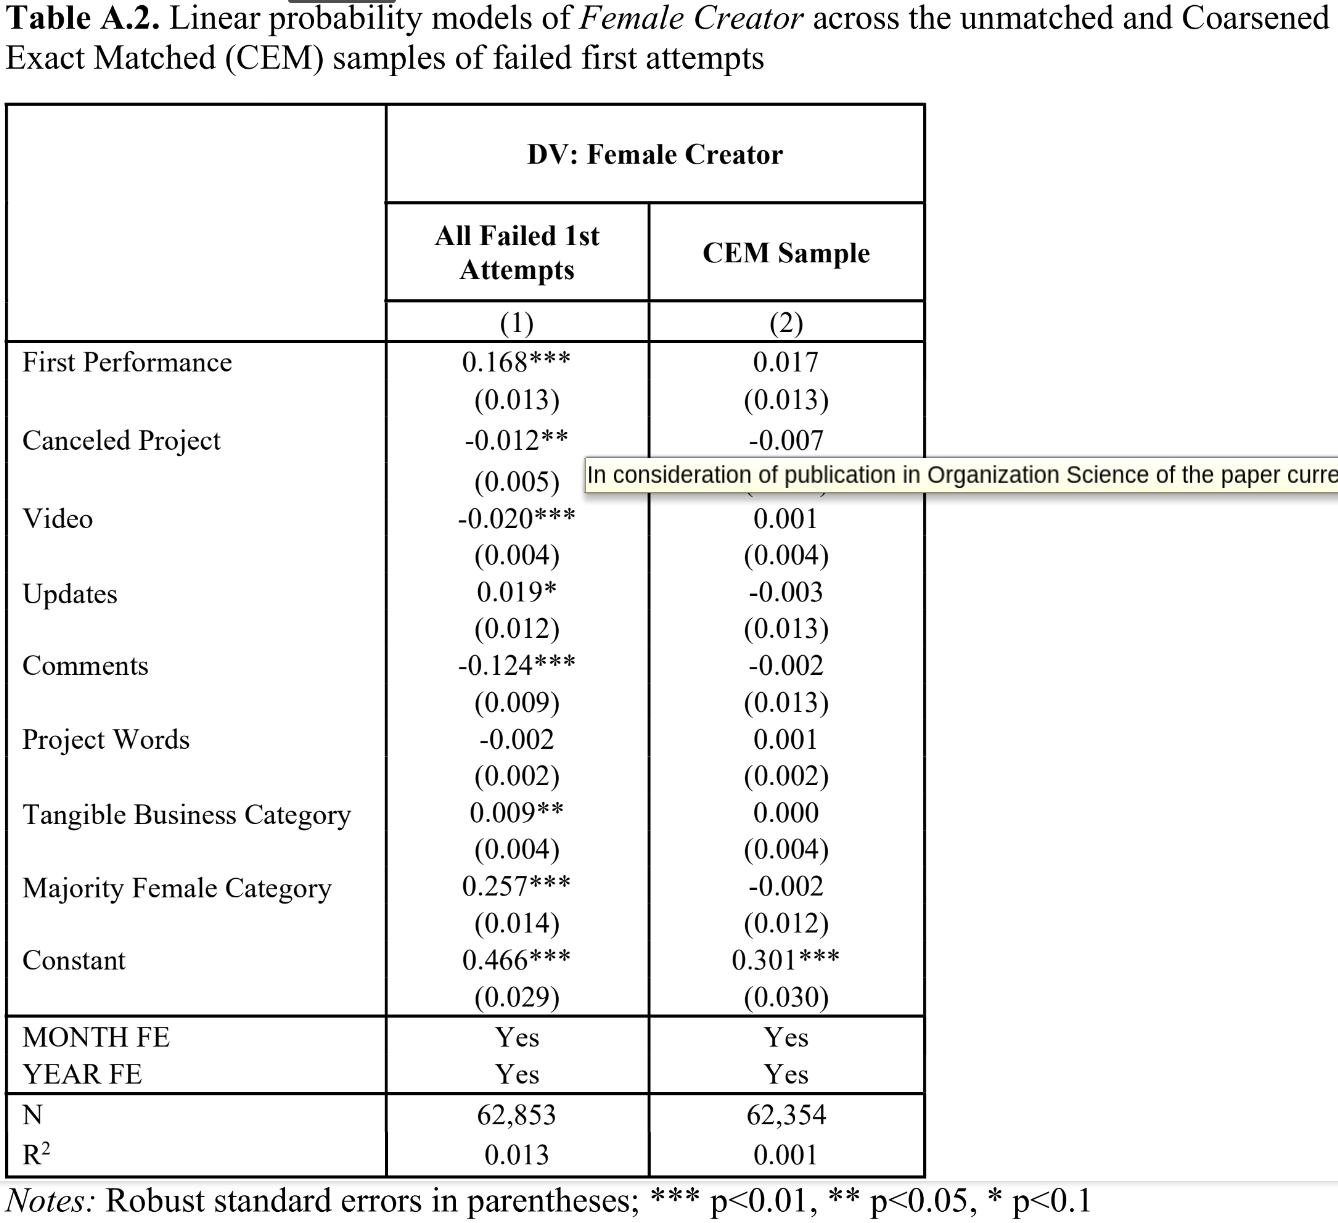 Table A.2. Linear probability models of Female Creator across the unmatched and Coarsened
Exact Matched (CEM) samples of failed first attempts
DV: Female Creator
All Failed 1st
Attempts
CEM Sample
(1) (2)
First Performance 0.168*** 0.017
(0.013) (0.013)
Canceled Project -0.012** -0.007
(0.005)
In consideration of publication in Organization Science of the paper curre
Video -0.020*** 0.001
(0.004) (0.004)
Updates 0.019* -0.003
(0.012) (0.013)
Comments -0.124*** -0.002
(0.009) (0.013)
Project Words -0.002 0.001
(0.002) (0.002)
Tangible Business Category 0.009** 0.000
(0.004) (0.004)
Majority Female Category 0.257*** -0.002
(0.014) (0.012)
Constant 0.466*** 0.301***
(0.029) (0.030)
MONTH FE Yes Yes
YEAR FE Yes Yes
N 62,853 62,354
R² 0.013 0.001
Notes: Robust standard errors in parentheses; *** p<0.01, ** p<0.05, * p<0.1